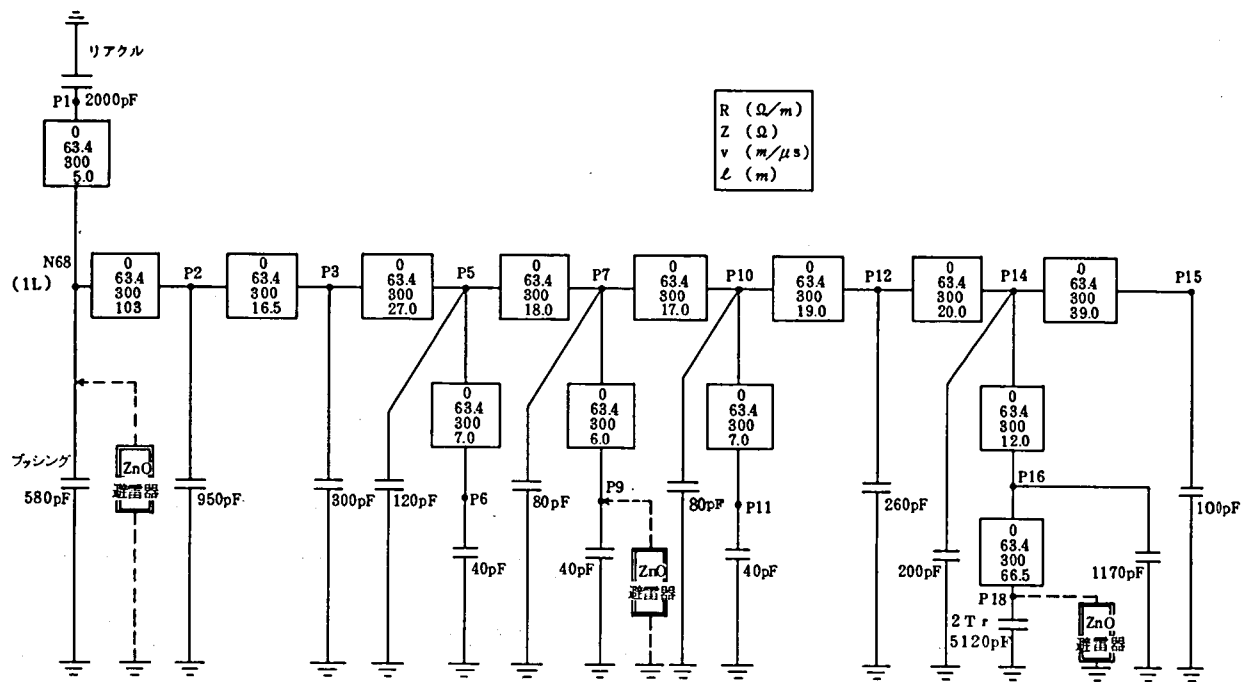 リアクル
P1
2000pF
0
63.4
300
5.0
R (Ω/m)
Z (Ω)
v (m/μs)
ℓ (m)
N68
(1L)
0
63.4
300
103
P2
0
63.4
300
16.5
P3
0
63.4
300
27.0
P5
0
63.4
300
18.0
P7
0
63.4
300
17.0
P10
0
63.4
300
19.0
P12
0
63.4
300
20.0
P14
0
63.4
300
39.0
P15
0
63.4
300
7.0
0
63.4
300
6.0
0
63.4
300
7.0
0
63.4
300
12.0
ブッシング
580pF
ZnO
避雷器
950pF
300pF
120pF
P6
40pF
80pF
P9
40pF
ZnO
避雷器
80pF
P11
40pF
260pF
200pF
P16
0
63.4
300
66.5
1170pF
100pF
P18
2Tr
5120pF
ZnO
避雷器